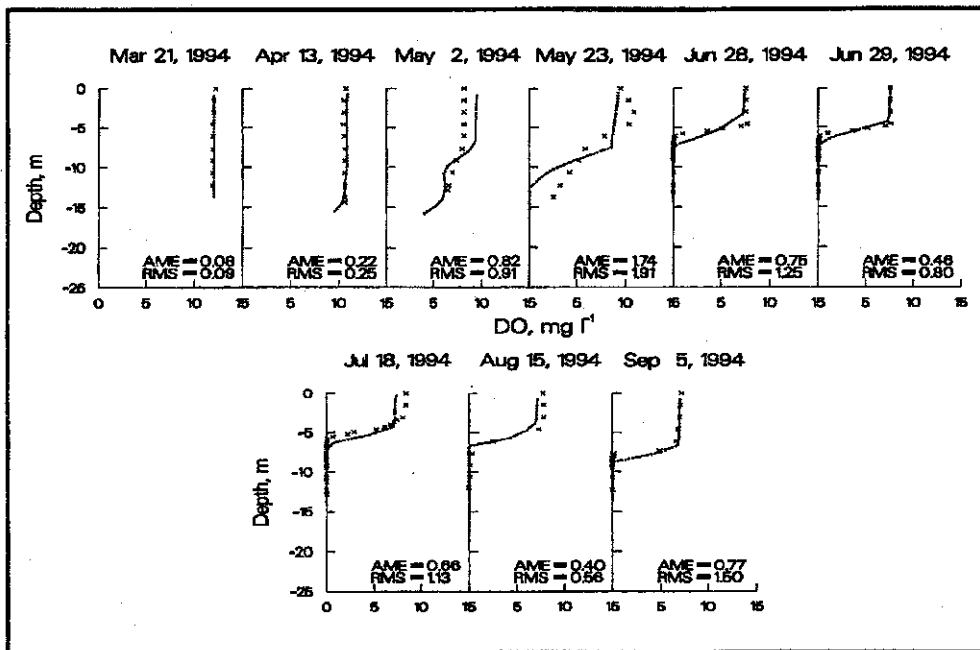 Mar 21, 1994 Apr 13, 1994 May 2, 1994 May 23, 1994 Jun 28, 1994 Jun 29, 1994
0
-5
-10
-15
-20
-25
Depth, m
AME = 0.08 AME = 0.22 AME = 0.82 AME = 1.74 AME = 0.75 AME = 0.46
RMS = 0.09 RMS = 0.25 RMS = 0.91 RMS = 1.91 RMS = 1.25 RMS = 0.80
0 5 10 15 5 10 15 5 10 15 5 10 15 5 10 15 5 10 15
DO, mg l-1
Jul 18, 1994 Aug 15, 1994 Sep 5, 1994
0
-5
-10
-15
-20
-25
Depth, m
AME = 0.66 AME = 0.40 AME = 0.77
RMS = 1.13 RMS = 0.56 RMS = 1.50
0 5 10 15 5 10 15 5 10 15